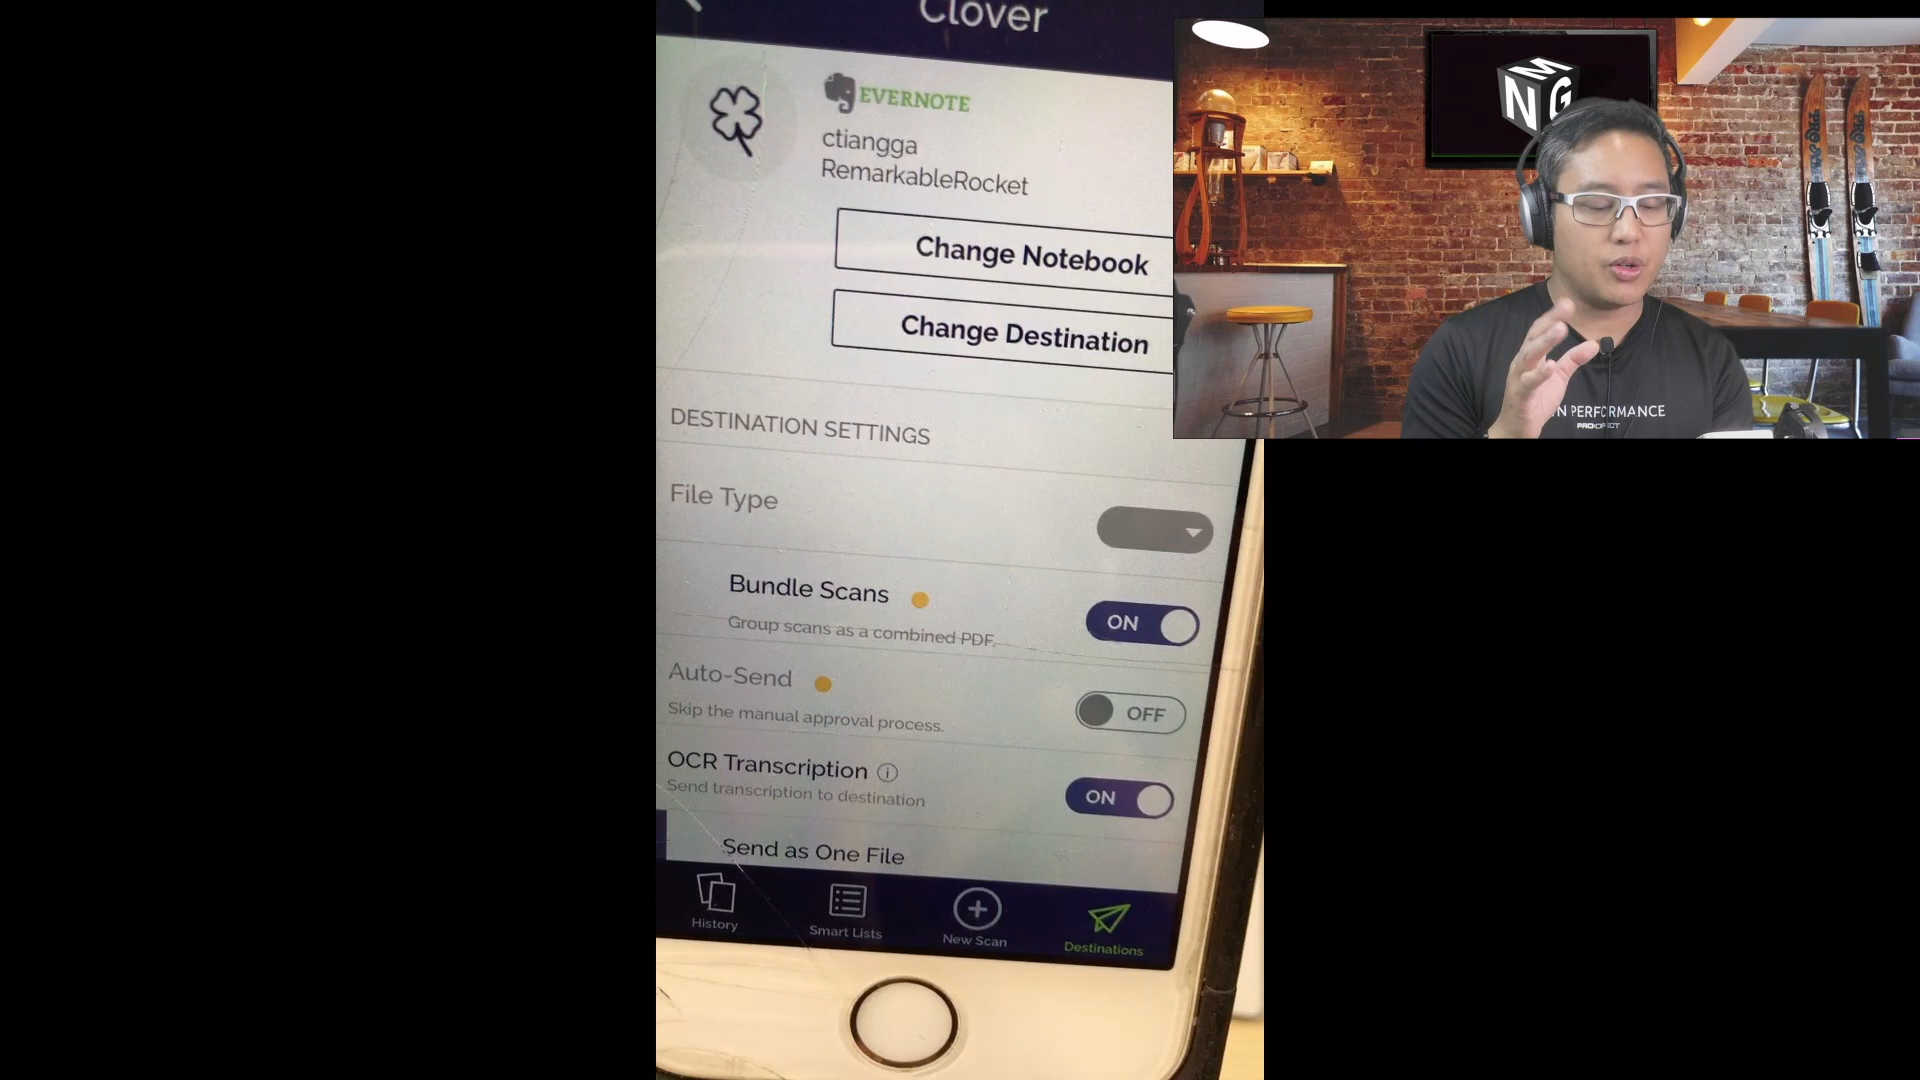 Clover
EVERNOTE
ctiangga
RemarkableRocket
Change Notebook
Change Destination
DESTINATION SETTINGS
File Type
Bundle Scans
Group scans as a combined PDF.
ON
Auto-Send
Skip the manual approval process.
OFF
OCR Transcription
Send transcription to destination
ON
Send as One File
History
Smart Lists
New Scan
Destinations
N M G
N PERFORMANCE